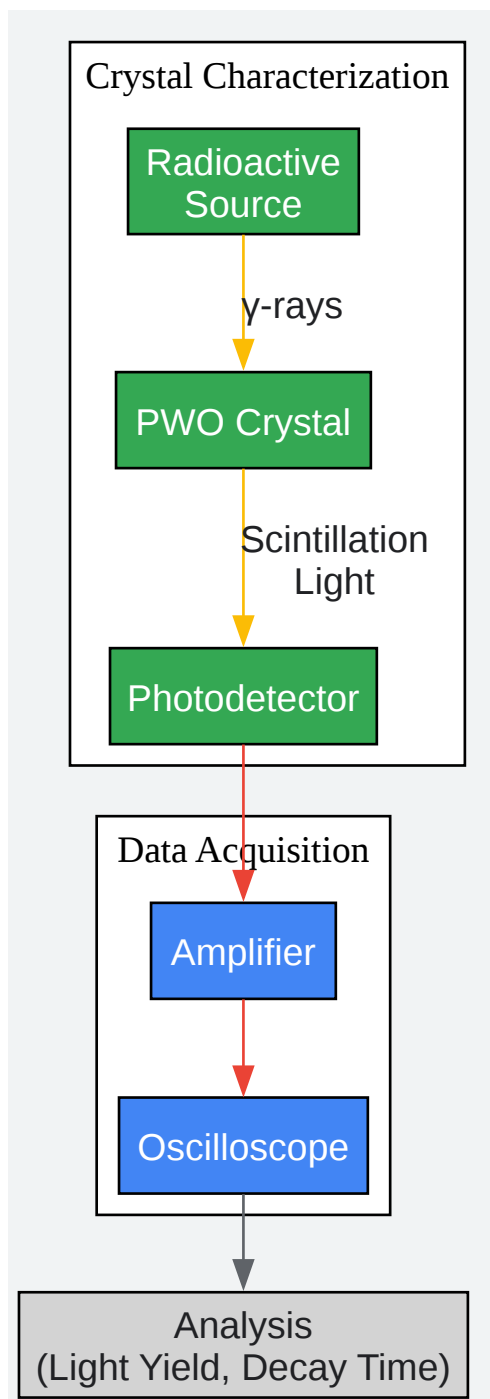 Crystal Characterization
Radioactive
Source
γ-rays
PWO Crystal
Scintillation
Light
Photodetector
Data Acquisition
Amplifier
Oscilloscope
Analysis
(Light Yield, Decay Time)